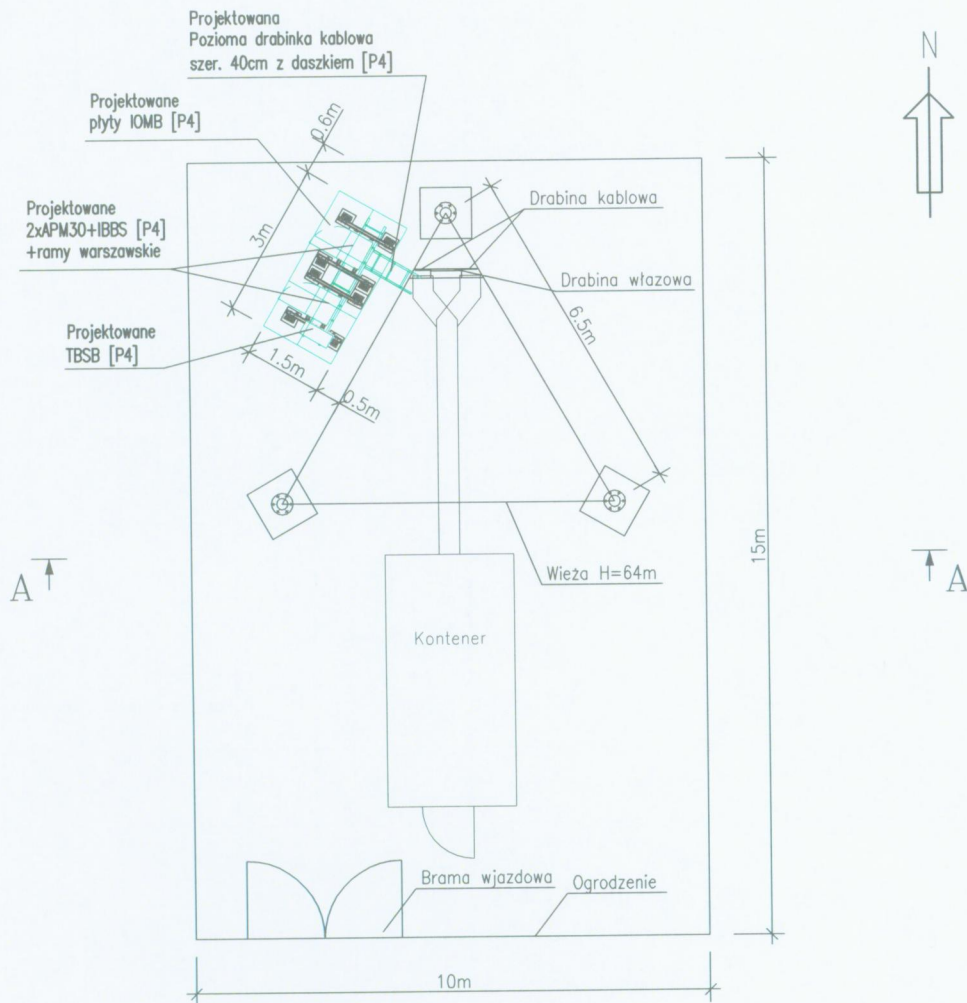 Projektowana
Pozioma drabinka kablowa
szer. 40cm z daszkiem [P4]
N
Projektowane
płyty IOMB [P4]
0.6m
Drabina kablowa
Projektowane
2xAPM30+IBBS [P4]
+ramy warszawskie
3m
Drabina włazowa
6.5m
Projektowane
TBSB [P4]
1.5m
0.5m
15m
A
Wieża H=64m
A
Kontener
Brama wjazdowa
Ogrodzenie
10m